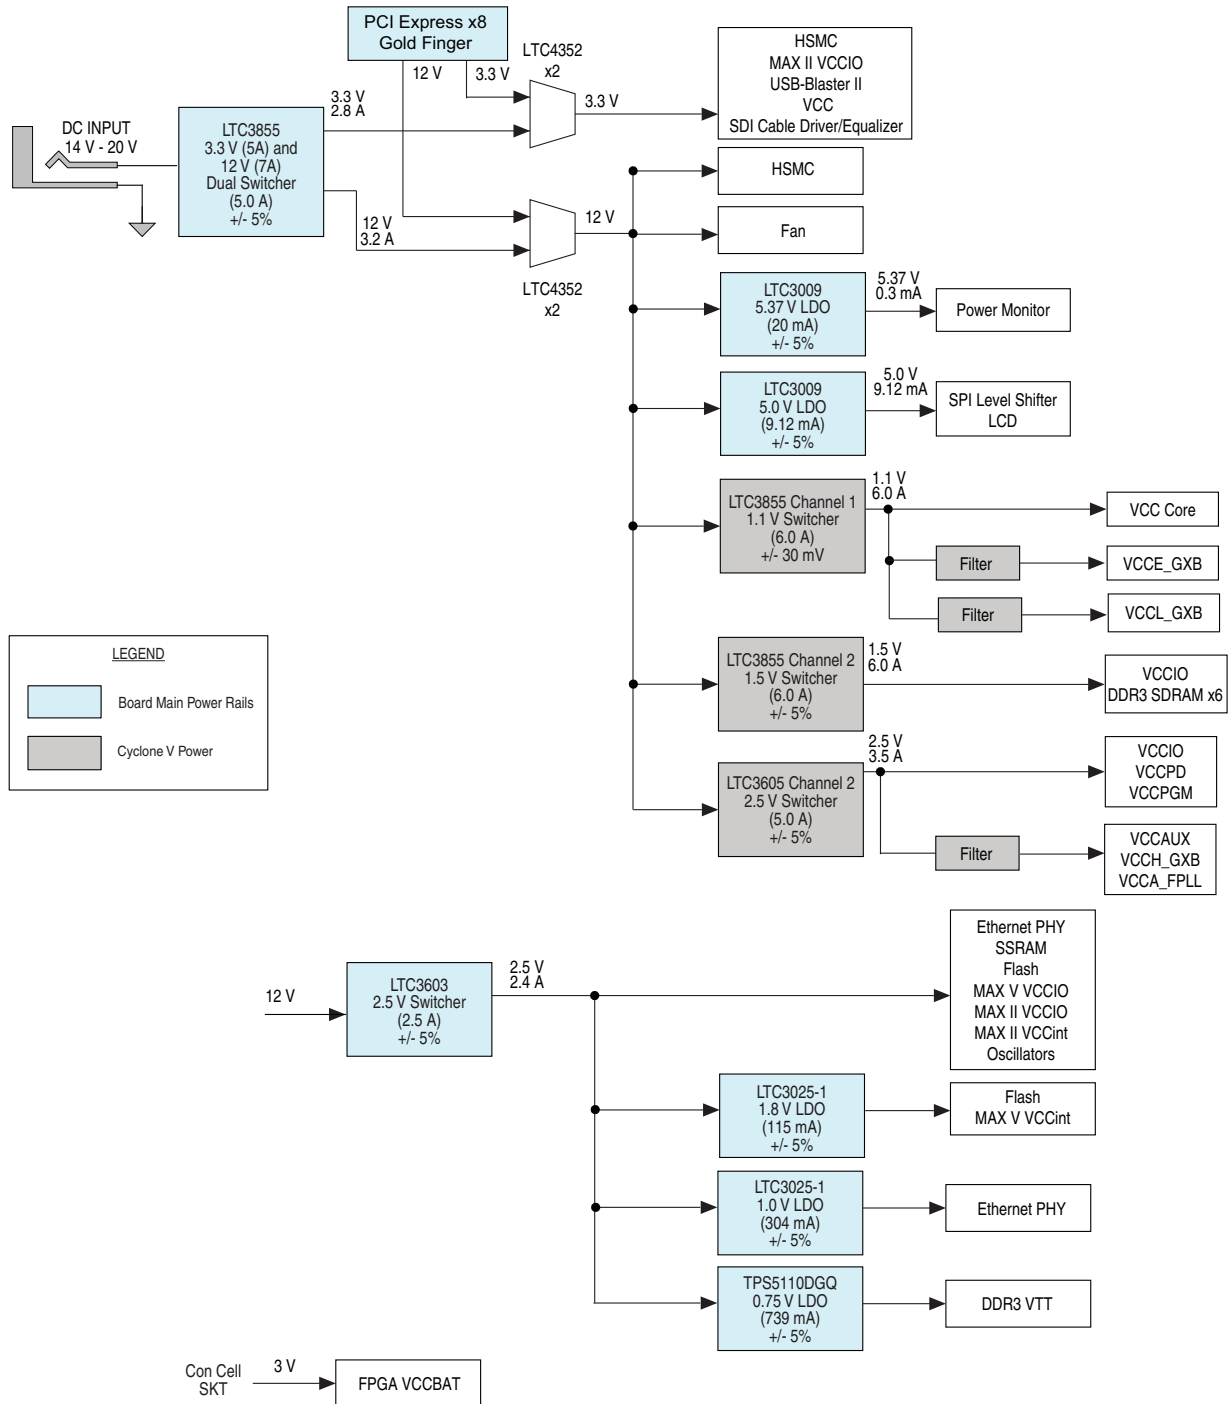 PCI Express x8
Gold Finger
LTC4352
x2
12 V
3.3 V
3.3 V
HSMC
MAX II VCCIO
USB-Blaster II
VCC
SDI Cable Driver/Equalizer
DC INPUT
14 V - 20 V
LTC3855
3.3 V (5A) and
12 V (7A)
Dual Switcher
(5.0 A)
+/- 5%
3.3 V
2.8 A
12 V
3.2 A
12 V
LTC4352
x2
HSMC
Fan
LTC3009
5.37 V LDO
(20 mA)
+/- 5%
5.37 V
0.3 mA
Power Monitor
LTC3009
5.0 V LDO
(9.12 mA)
+/- 5%
5.0 V
9.12 mA
SPI Level Shifter
LCD
LTC3855 Channel 1
1.1 V Switcher
(6.0 A)
+/- 30 mV
1.1 V
6.0 A
VCC Core
Filter
VCCE_GXB
Filter
VCCL_GXB
LEGEND
Board Main Power Rails
Cyclone V Power
LTC3855 Channel 2
1.5 V Switcher
(6.0 A)
+/- 5%
1.5 V
6.0 A
VCCIO
DDR3 SDRAM x6
LTC3605 Channel 2
2.5 V Switcher
(5.0 A)
+/- 5%
2.5 V
3.5 A
VCCIO
VCCPD
VCCPGM
Filter
VCCAUX
VCCH_GXB
VCCA_FPLL
12 V
LTC3603
2.5 V Switcher
(2.5 A)
+/- 5%
2.5 V
2.4 A
Ethernet PHY
SSRAM
Flash
MAX V VCCIO
MAX II VCCIO
MAX II VCCint
Oscillators
LTC3025-1
1.8 V LDO
(115 mA)
+/- 5%
Flash
MAX V VCCint
LTC3025-1
1.0 V LDO
(304 mA)
+/- 5%
Ethernet PHY
TPS5110DGQ
0.75 V LDO
(739 mA)
+/- 5%
DDR3 VTT
Con Cell
SKT
3 V
FPGA VCCBAT